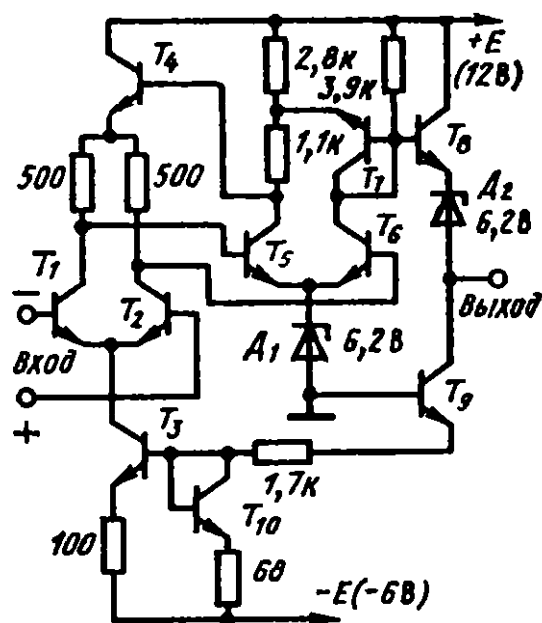 +E
(12В)
T4
2,8к
3,9к
1,1к
T8
500
500
T7
Д2
6,2В
T1
T5
T6
T2
−
Выход
Вход
Д1
6,2В
T9
+
T3
1,7к
T10
100
68
−E(−6В)